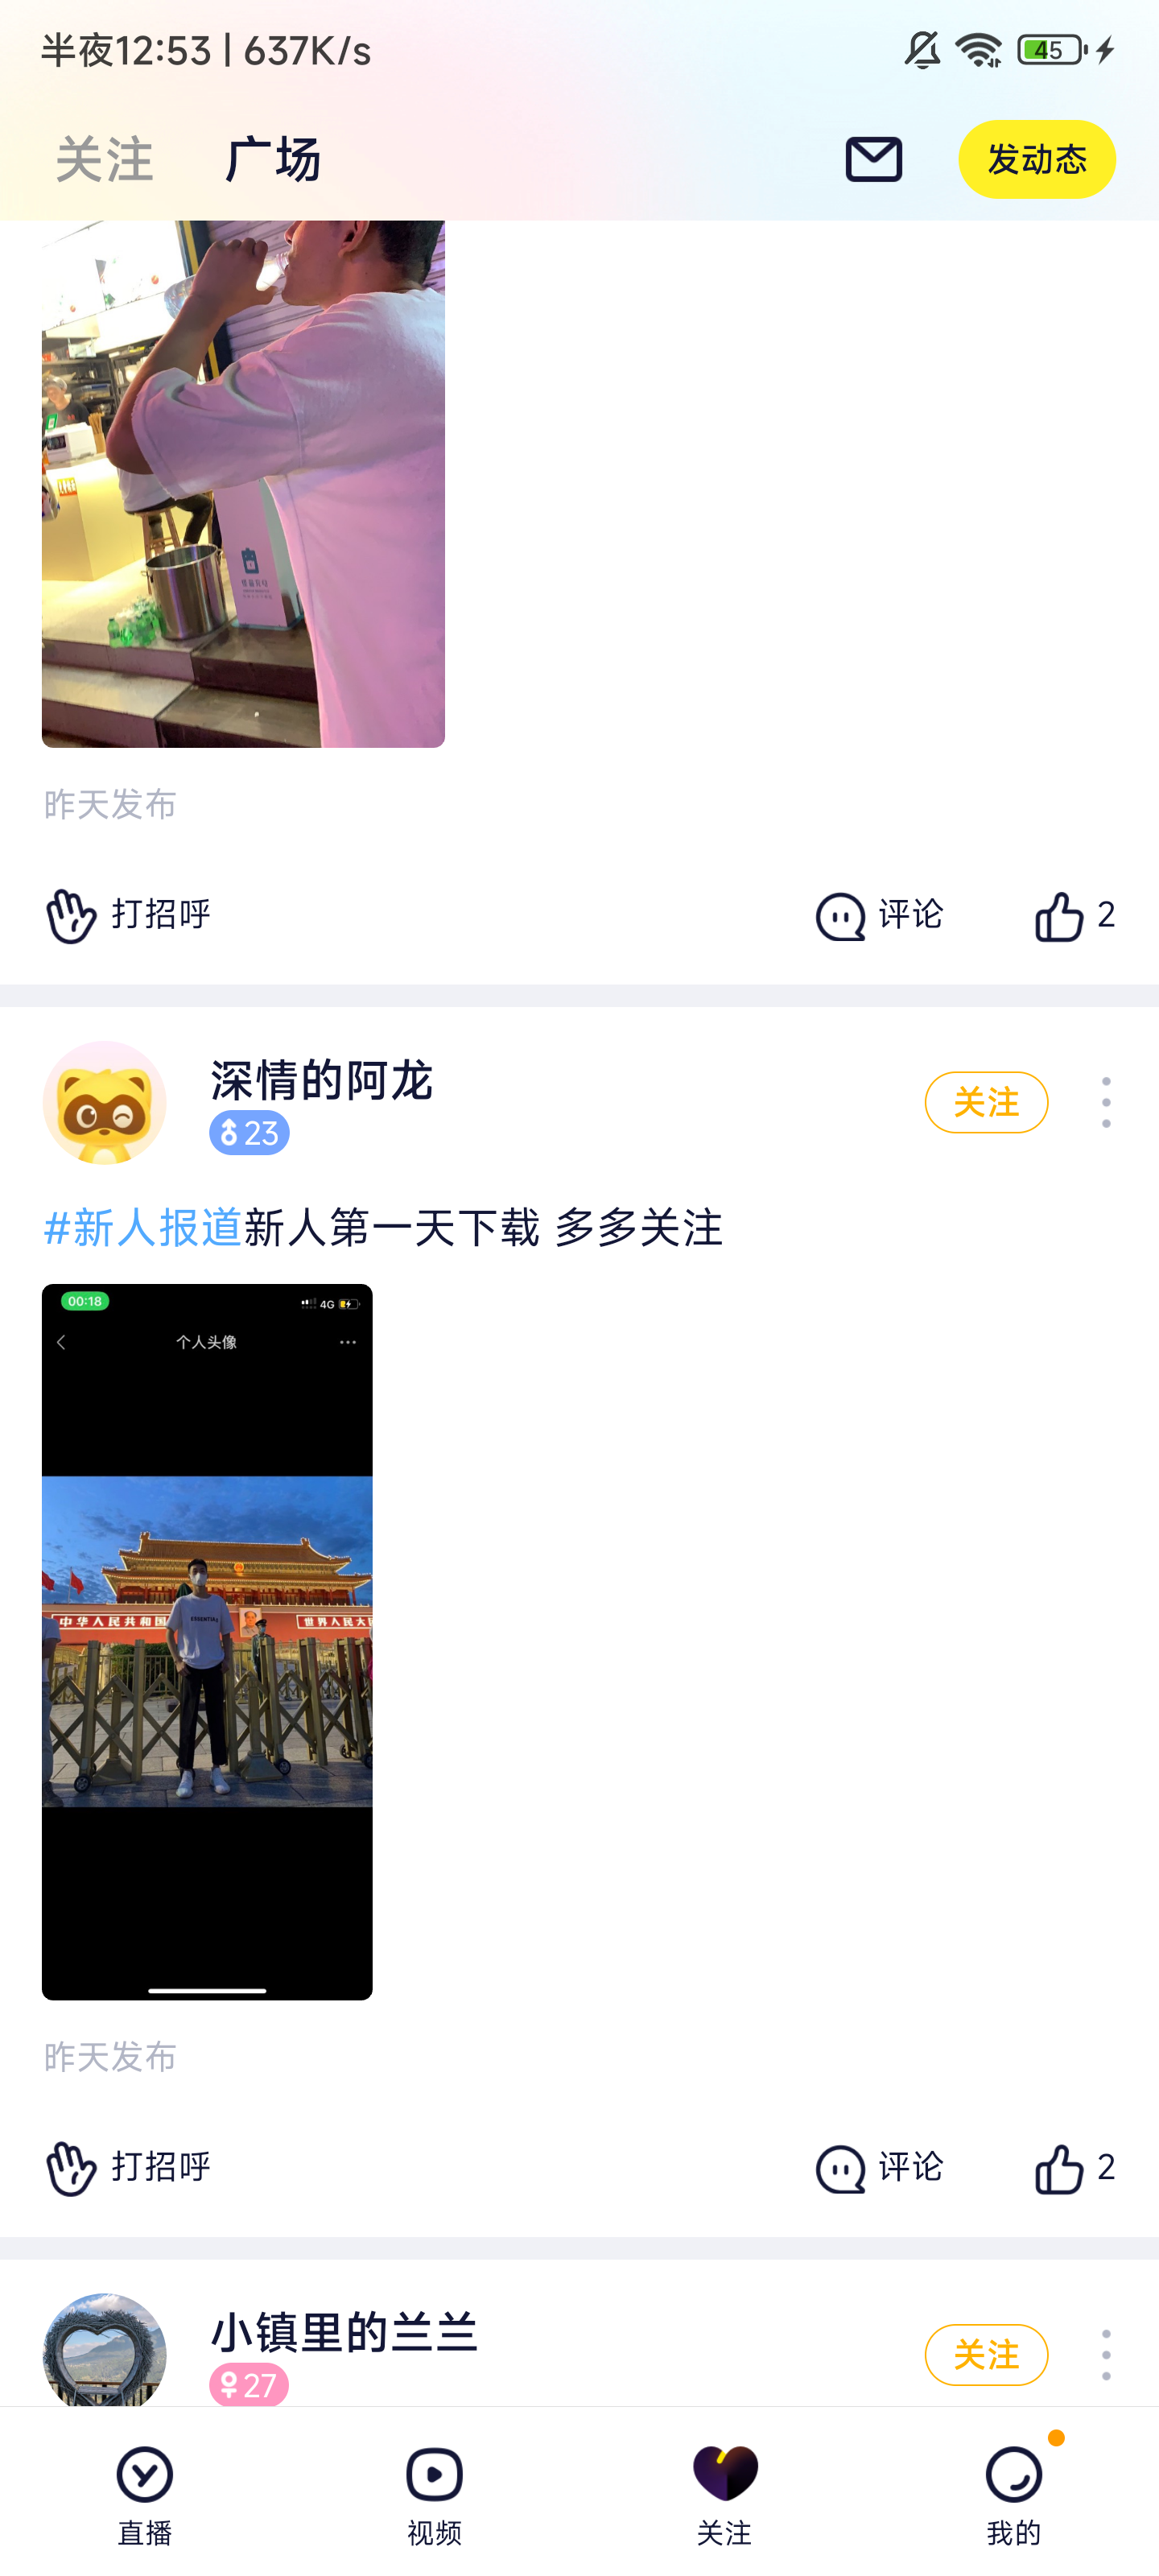 半夜12:53 | 637K/s
45
关注 广场
发动态
昨天发布
打招呼 评论 2
深情的阿龙
23
关注
#新人报道新人第一天下载 多多关注
00:18 4G
个人头像
中华人民共和国
世界人民大
ESSENTIALS
昨天发布
打招呼 评论 2
小镇里的兰兰
27
关注
直播 视频 关注 我的